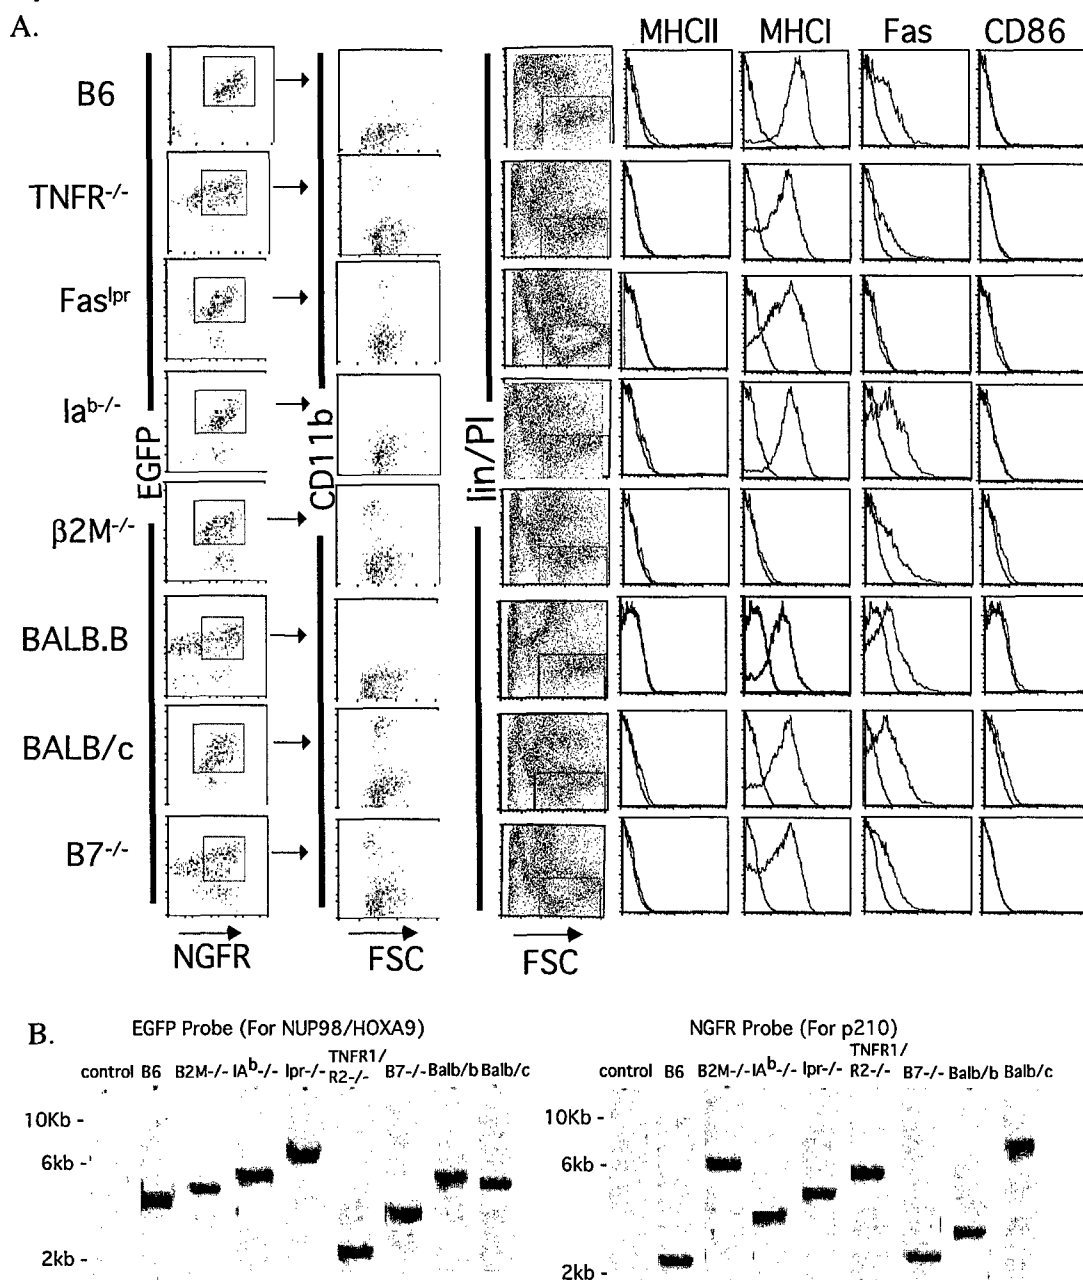 A.
MHCII MHCI Fas CD86
B6
TNFR-/-
Faslpr
Iab-/-
β2M-/-
BALB.B
BALB/c
B7-/-
EGFP
CD11b
lin/PI
NGFR FSC FSC
B.
EGFP Probe (For NUP98/HOXA9)
control B6 B2M-/- IAb-/- lpr-/- TNFR1/R2-/- B7-/- Balb/b Balb/c
10Kb -
6kb -
2kb -
NGFR Probe (For p210)
control B6 B2M-/- IAb-/- lpr-/- TNFR1/R2-/- B7-/- Balb/b Balb/c
10Kb -
6kb -
2kb -